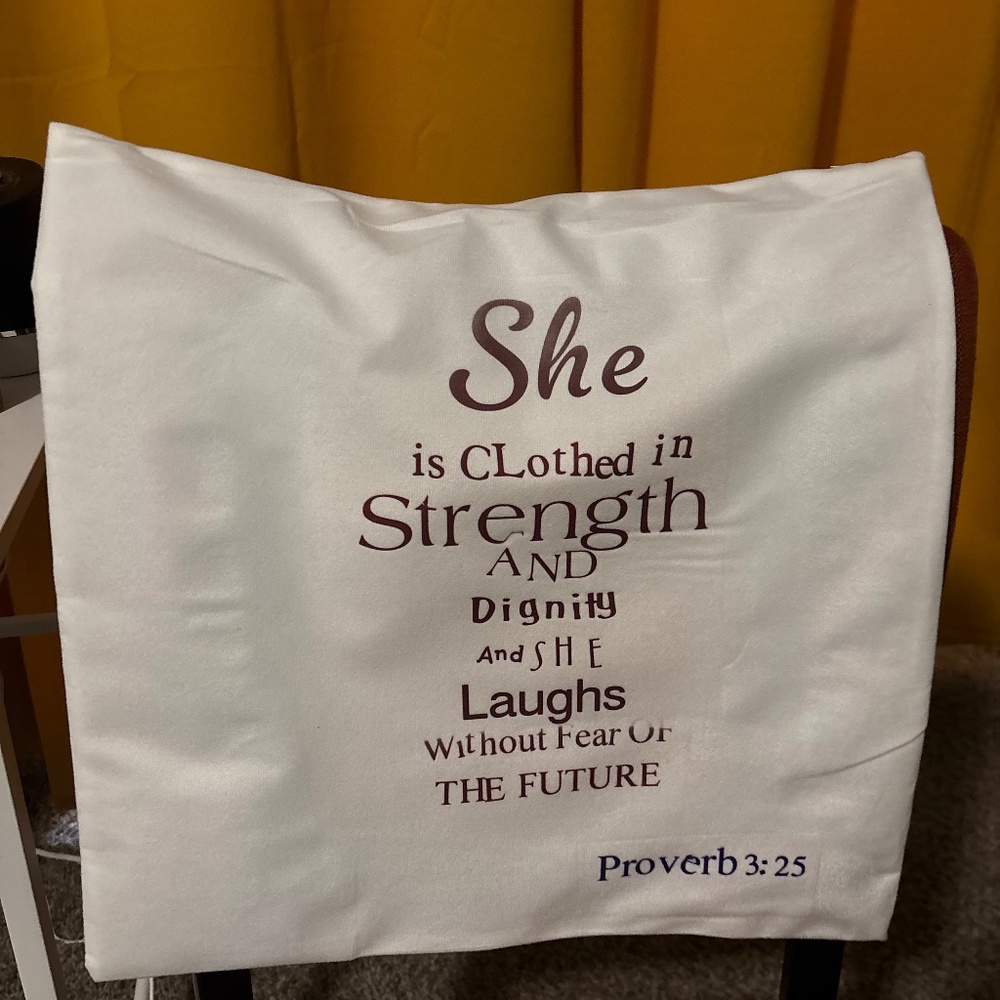 She
is CLothed in
Strength
AND
Dignity
And SHE
Laughs
Without Fear OF
THE FUTURE
Proverb 3:25